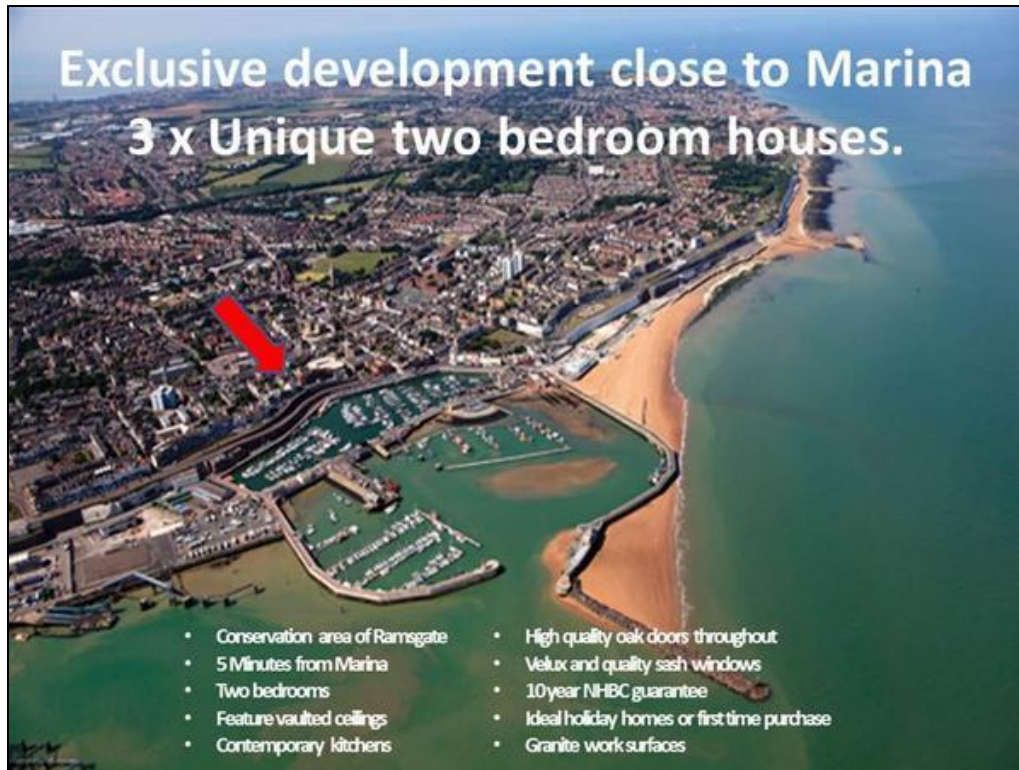 Exclusive development close to Marina
3 x Unique two bedroom houses.
• Conservation area of Ramsgate
• 5 Minutes from Marina
• Two bedrooms
• Feature vaulted ceilings
• Contemporary kitchens
• High quality oak doors throughout
• Velux and quality sash windows
• 10 year NHBC guarantee
• Ideal holiday homes or first time purchase
• Granite work surfaces